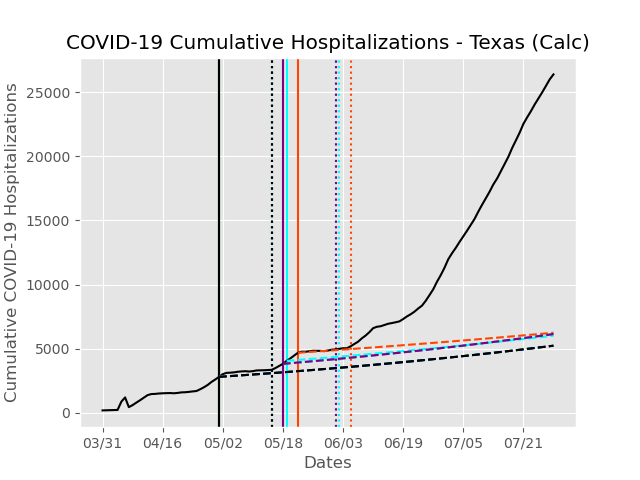 COVID-19 Cumulative Hospitalizations - Texas (Calc)
Cumulative COVID-19 Hospitalizations
25000
20000
15000
10000
5000
0
03/31 04/16 05/02 05/18 06/03 06/19 07/05 07/21
Dates